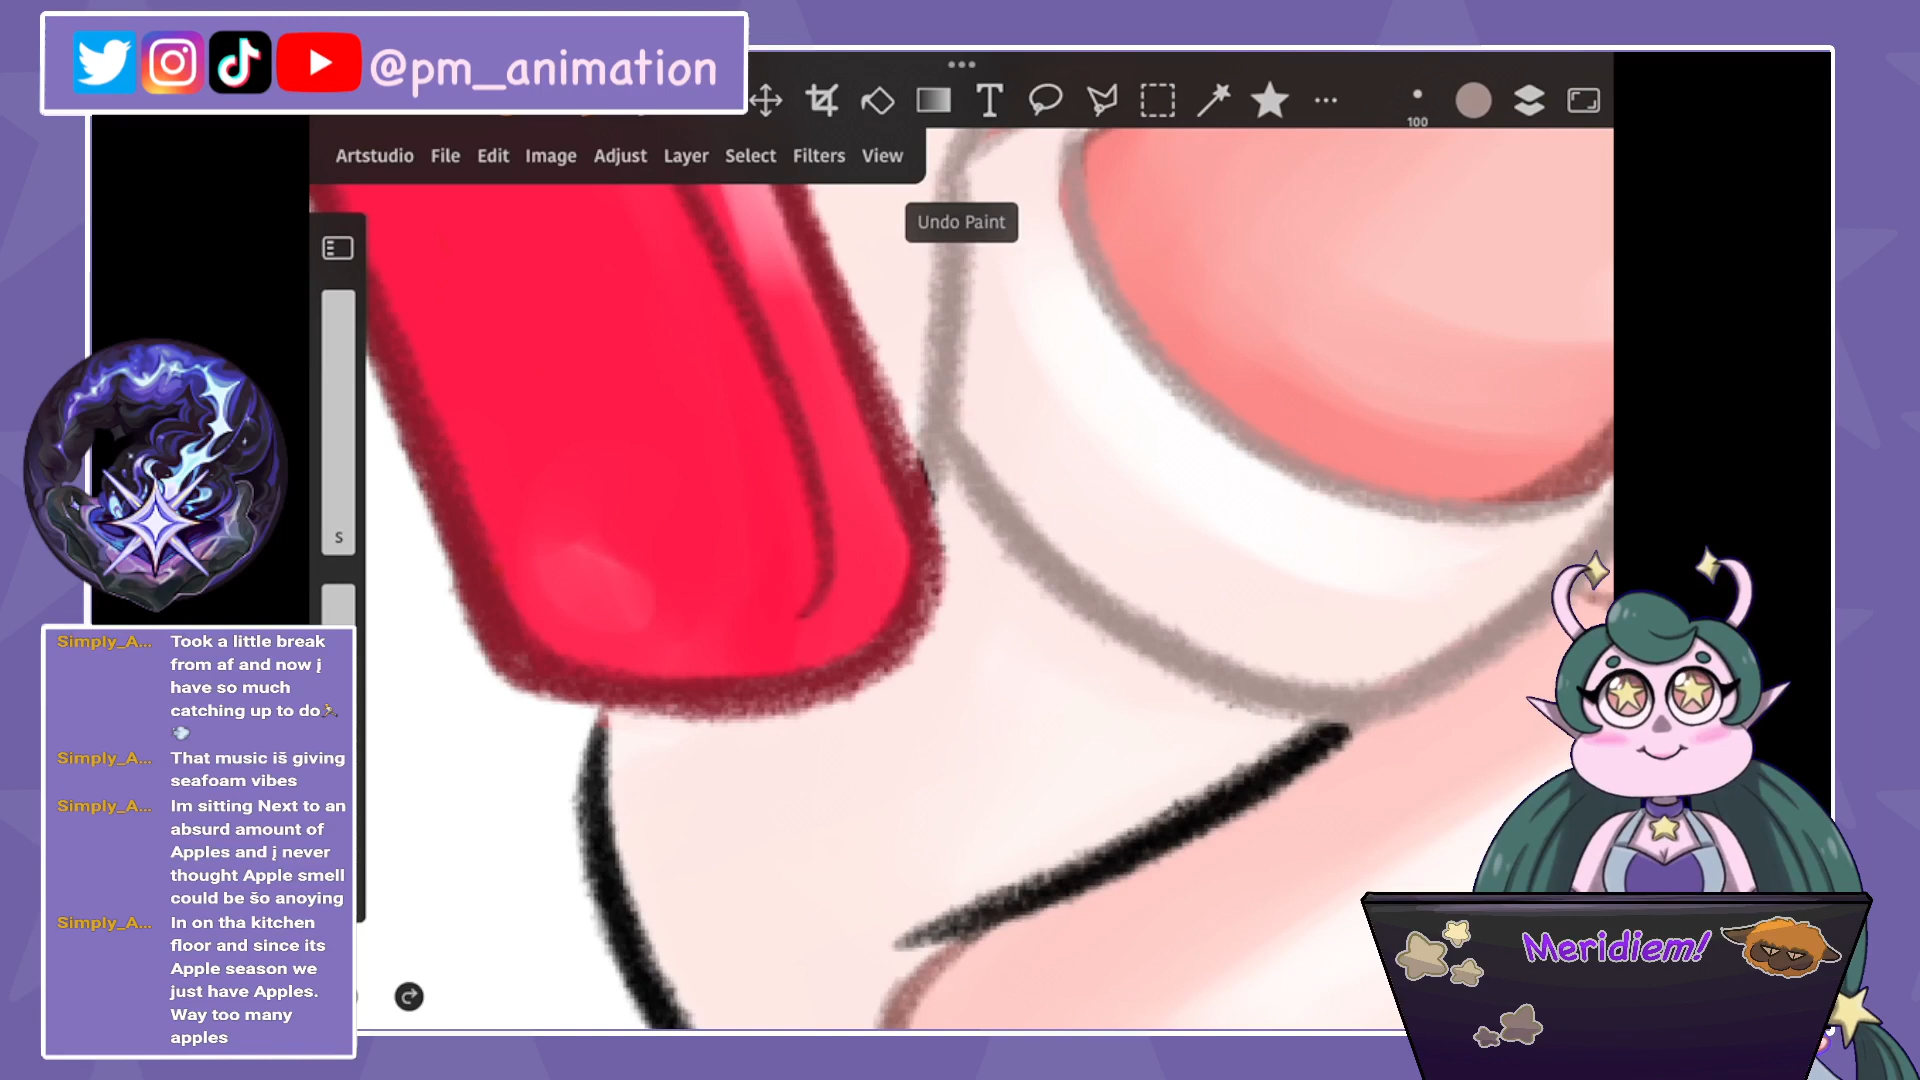 @pm_animation
100
Artstudio File Edit Image Adjust Layer Select Filters View
Undo Paint
S
Simply_A... Took a little break
from af and now į
have so much
catching up to do
Simply_A... That music iš giving
seafoam vibes
Simply_A... Im sitting Next to an
absurd amount of
Apples and į never
thought Apple smell
could be šo anoying
Simply_A... In on tha kitchen
floor and since its
Apple season we
just have Apples.
Way too many
apples
Meridiem!